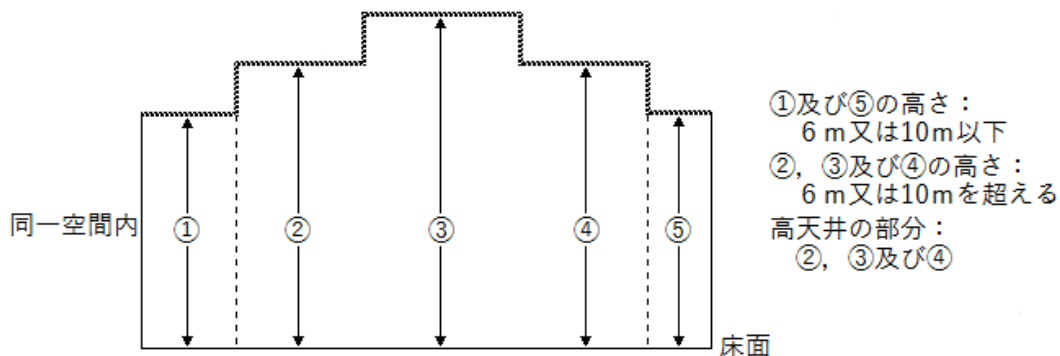 同一空間内
①
②
③
④
⑤
床面
①及び⑤の高さ：
6ｍ又は10ｍ以下
②，③及び④の高さ：
6ｍ又は10ｍを超える
高天井の部分：
②，③及び④